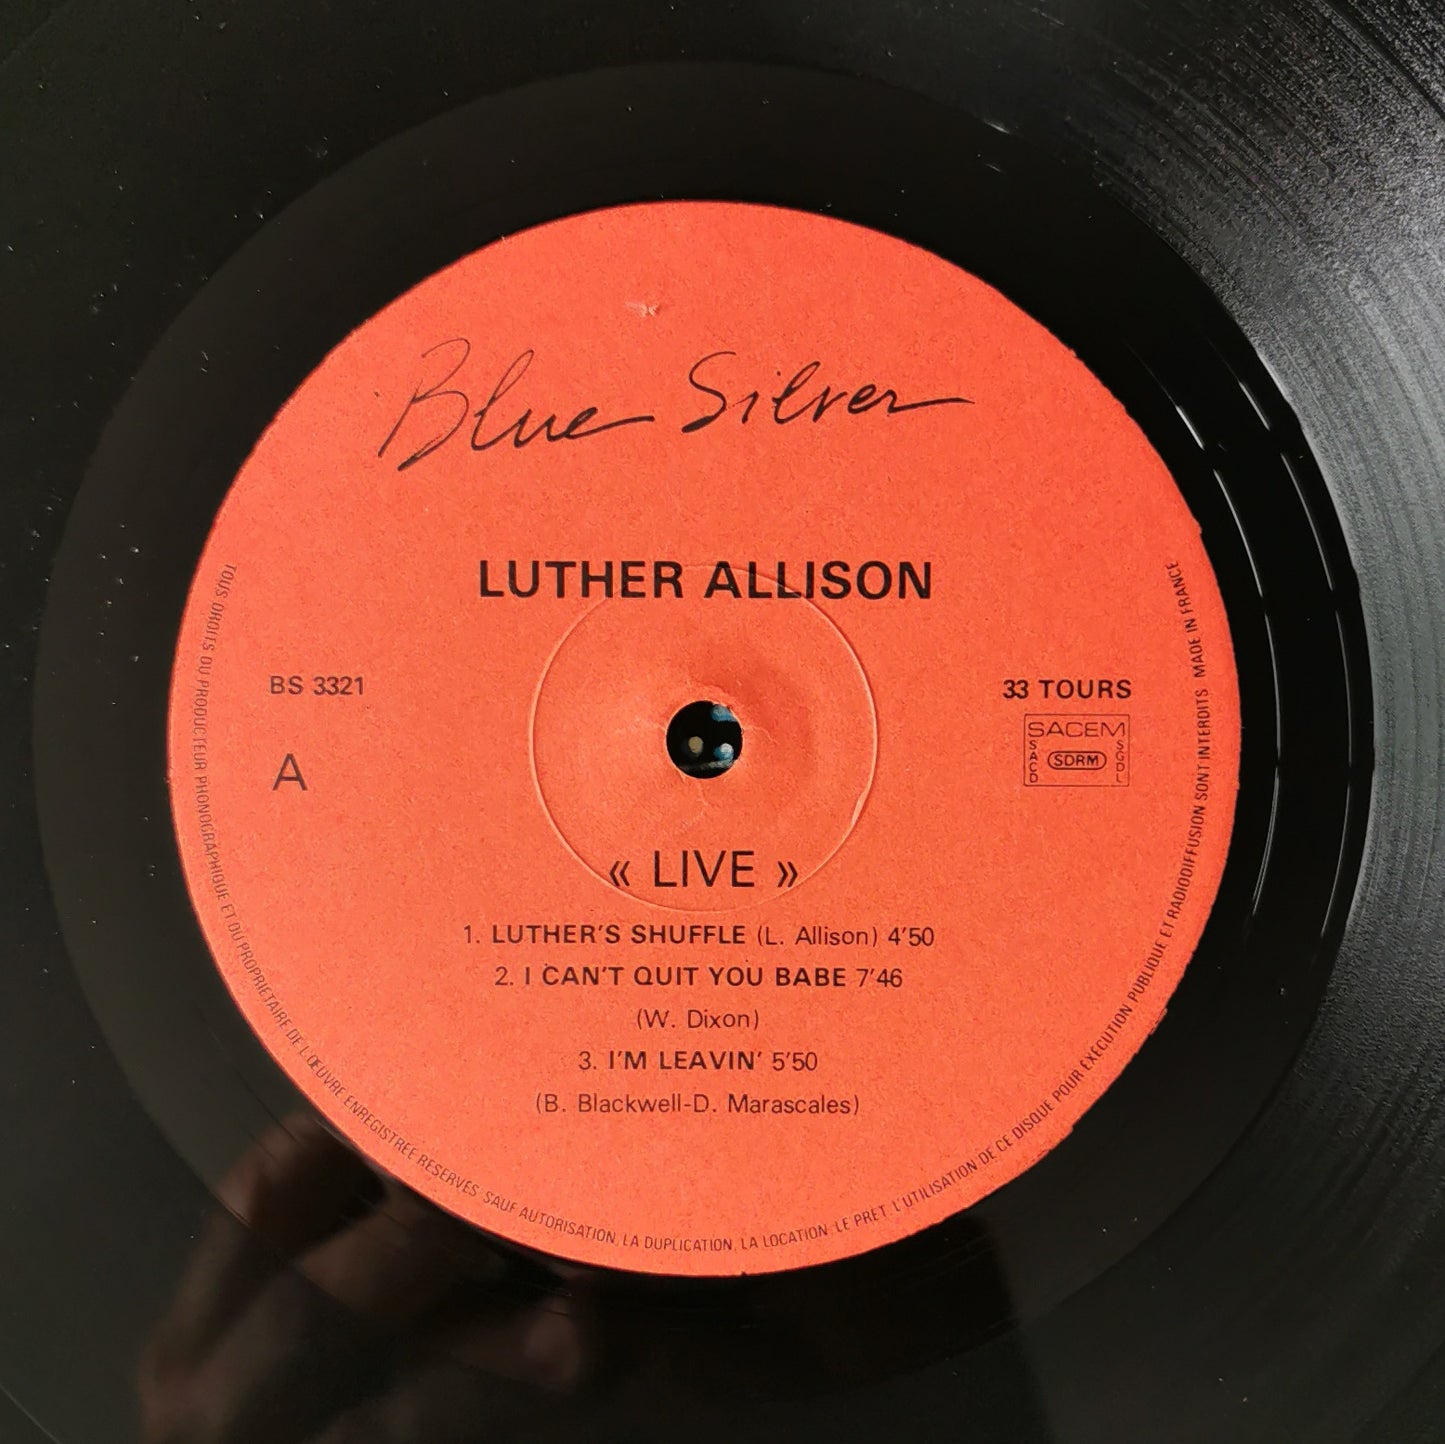 Blue Silver
LUTHER ALLISON
BS 3321
33 TOURS
A
SACEM
SACD
SDRM
SGDL
« LIVE »
1. LUTHER'S SHUFFLE (L. Allison) 4'50
2. I CAN'T QUIT YOU BABE 7'46
(W. Dixon)
3. I'M LEAVIN' 5'50
(B. Blackwell-D. Marascales)
TOUS DROITS DU PRODUCTEUR PHONOGRAPHIQUE ET DU PROPRIETAIRE DE L'ŒUVRE ENREGISTREE RESERVES SAUF AUTORISATION, LA DUPLICATION, LA LOCATION LE PRET L'UTILISATION DE CE DISQUE POUR EXECUTION PUBLIQUE ET RADIODIFFUSION SONT INTERDITS MADE IN FRANCE